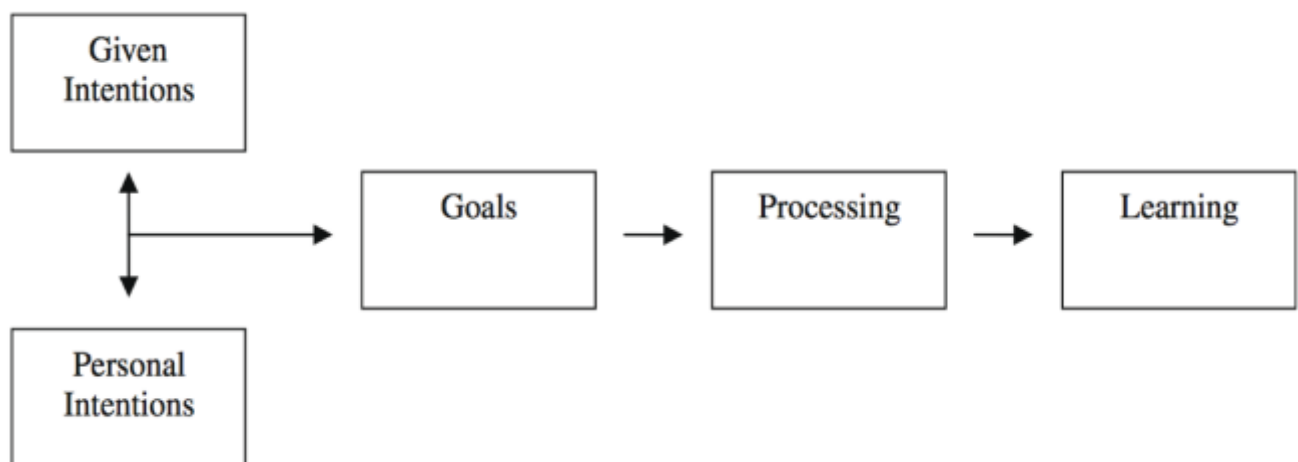 Given
Intentions
Goals
Processing
Learning
Personal
Intentions